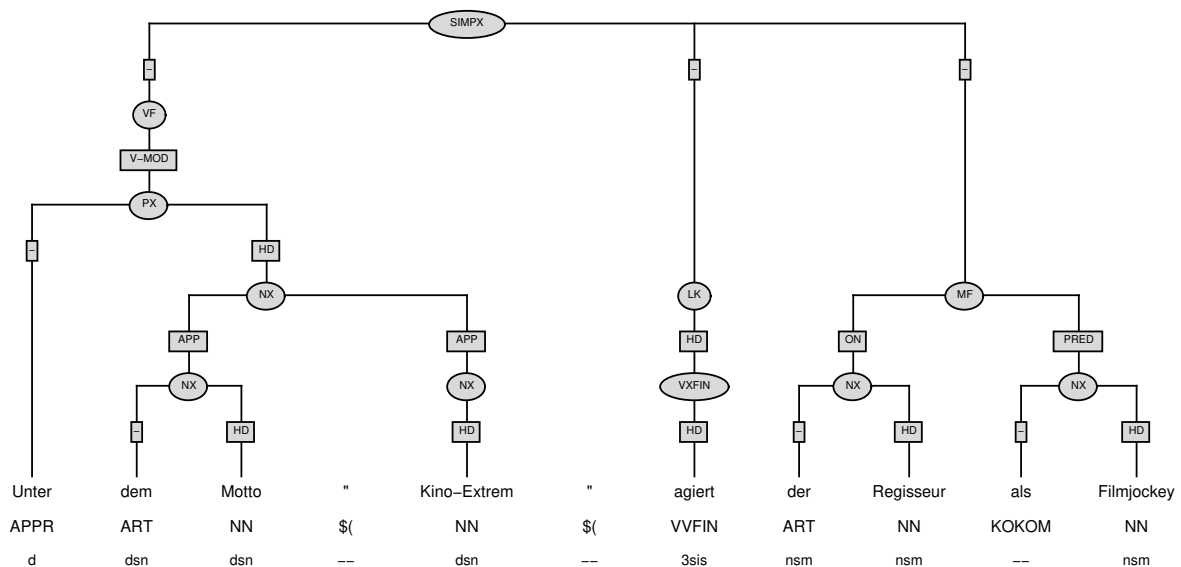 SIMPX
– – –
VF
V–MOD
PX
– HD
NX LK MF
APP APP HD ON PRED
NX NX VXFIN NX NX
– HD HD HD – HD – HD
Unter dem Motto " Kino–Extrem " agiert der Regisseur als Filmjockey
APPR ART NN $( NN $( VVFIN ART NN KOKOM NN
d dsn dsn –– dsn –– 3sis nsm nsm –– nsm